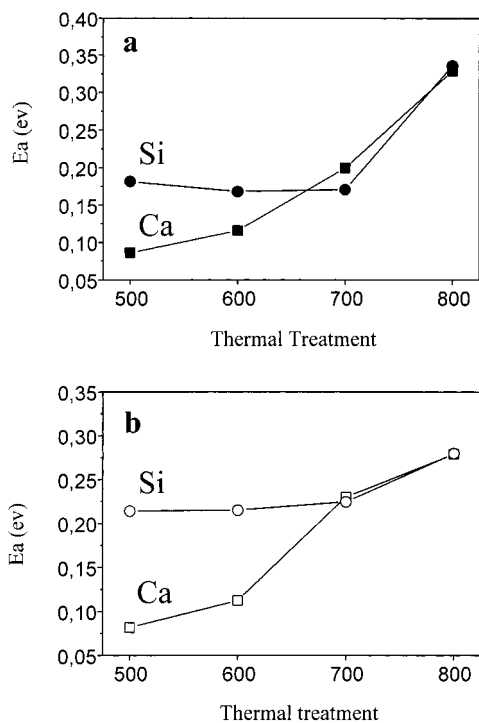 a
0,40
0,35
0,30
0,25
0,20
0,15
0,10
0,05
Ea (ev)
Si
Ca
500 600 700 800
Thermal Treatment
b
0,35
0,30
0,25
0,20
0,15
0,10
0,05
Ea (ev)
Si
Ca
500 600 700 800
Thermal treatment